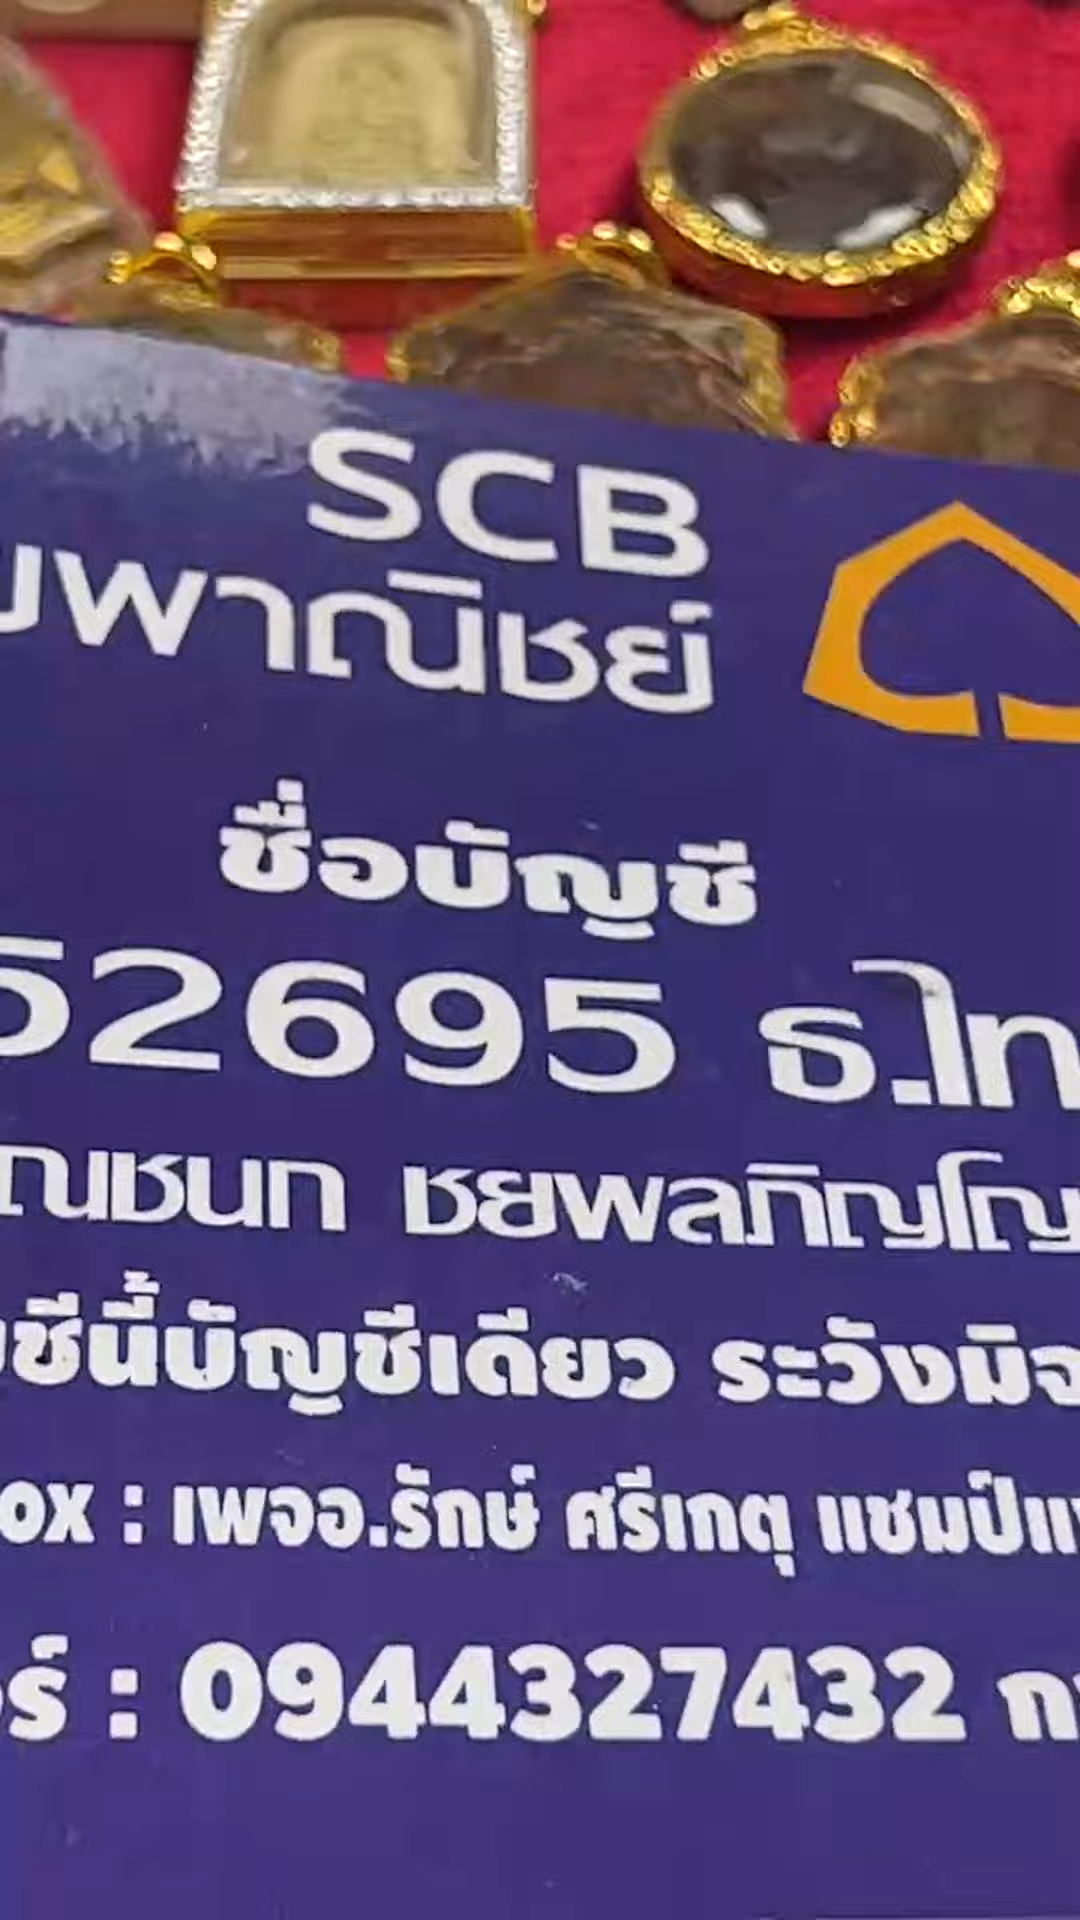 SCB
ยพาณิชย์
ชื่อบัญชี
52695 ธ.ไท
ณชนก ชยพลภิญโญ
ชีนี้บัญชีเดียว ระวังมิจ
ox : เพจอ.รักษ์ ศรีเกตุ แชมป์แ
ร์ : 0944327432 ก